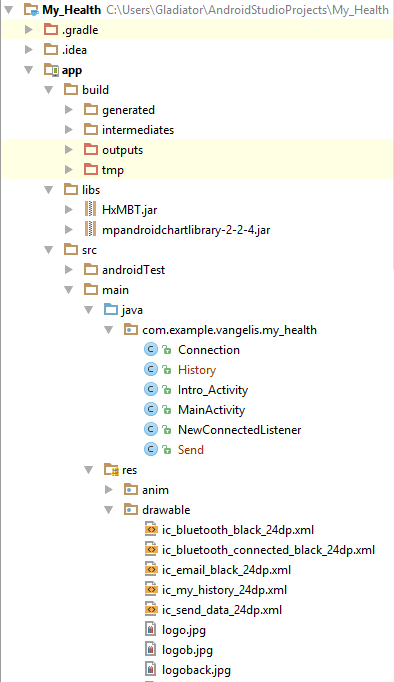 My_Health C:\Users\Gladiator\AndroidStudioProjects\My_Health
.gradle
.idea
app
build
generated
intermediates
outputs
tmp
libs
HxMBT.jar
mpandroidchartlibrary-2-2-4.jar
src
androidTest
main
java
com.example.vangelis.my_health
C Connection
C History
C Intro_Activity
C MainActivity
C NewConnectedListener
C Send
res
anim
drawable
ic_bluetooth_black_24dp.xml
ic_bluetooth_connected_black_24dp.xml
ic_email_black_24dp.xml
ic_my_history_24dp.xml
ic_send_data_24dp.xml
logo.jpg
logob.jpg
logoback.jpg